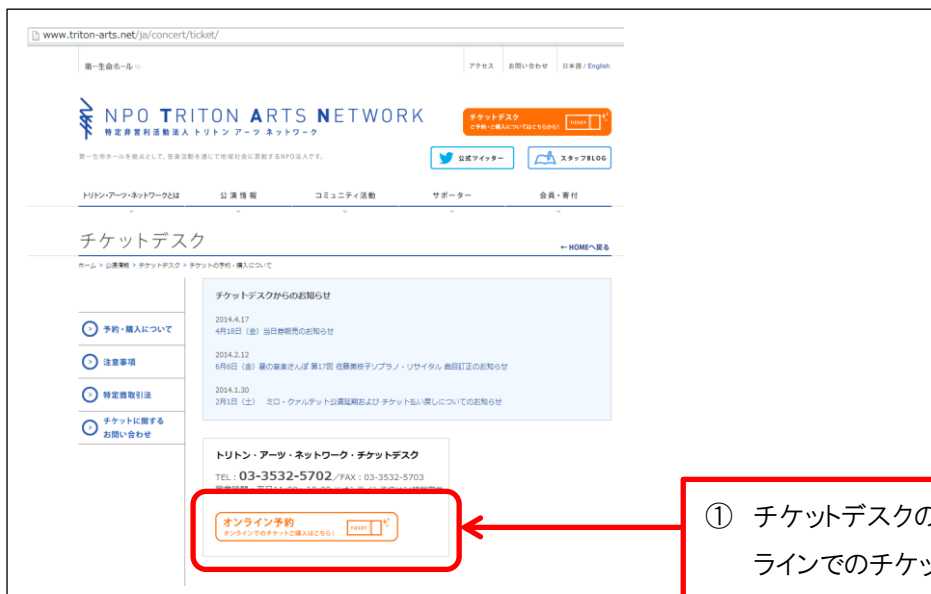 www.triton-arts.net/ja/concert/ticket/
第一生命ホール
アクセス お問い合わせ 日本語 / English
NPO TRITON ARTS NETWORK
特定非営利活動法人 トリトン アーツ ネットワーク
チケットデスク
ご予約・ご購入についてはこちらから!
TICKET
第一生命ホールを拠点として、音楽活動を通じて地域社会に貢献するNPO法人です。
公式ツイッター
スタッフBLOG
トリトン・アーツ・ネットワークとは 公演情報 コミュニティ活動 サポーター 会員・寄付
チケットデスク
← HOMEへ戻る
ホーム > 公演情報 > チケットデスク > チケットの予約・購入について
予約・購入について
注意事項
特定商取引法
チケットに関する
お問い合わせ
チケットデスクからのお知らせ
2014.4.17
4月18日(金)当日券販売のお知らせ
2014.2.12
6月6日(金)昼の音楽さんぽ 第17回 佐藤美枝子ソプラノ・リサイタル 曲目訂正のお知らせ
2014.1.30
2月1日(土) ミロ・クァルテット公演延期および チケット払い戻しについてのお知らせ
トリトン・アーツ・ネットワーク・チケットデスク
TEL:03-3532-5702/FAX:03-3532-5703
オンライン予約
オンラインでのチケットご購入はこちら!
TICKET
① チケットデスクの
ラインでのチケッ